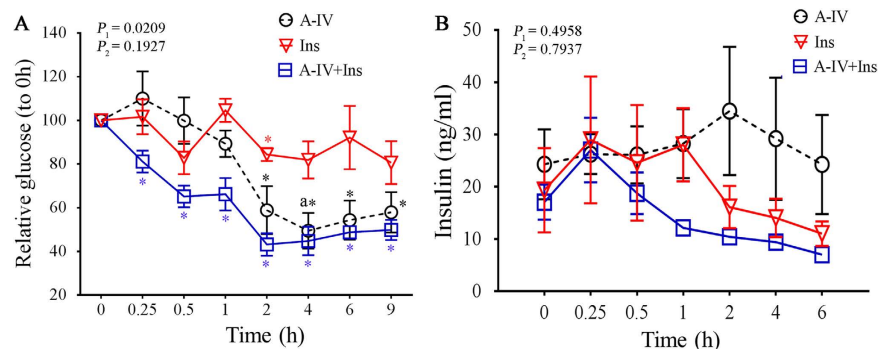 A
P1 = 0.0209
P2 = 0.1927
A-IV
Ins
A-IV+Ins
Relative glucose (to 0h)
140
120
100
80
60
40
20
*
*
*
*
a*
*
*
*
*
*
*
*
*
0 0.25 0.5 1 2 4 6 9
Time (h)
B
P1 = 0.4958
P2 = 0.7937
A-IV
Ins
A-IV+Ins
Insulin (ng/ml)
50
40
30
20
10
0
0 0.25 0.5 1 2 4 6
Time (h)